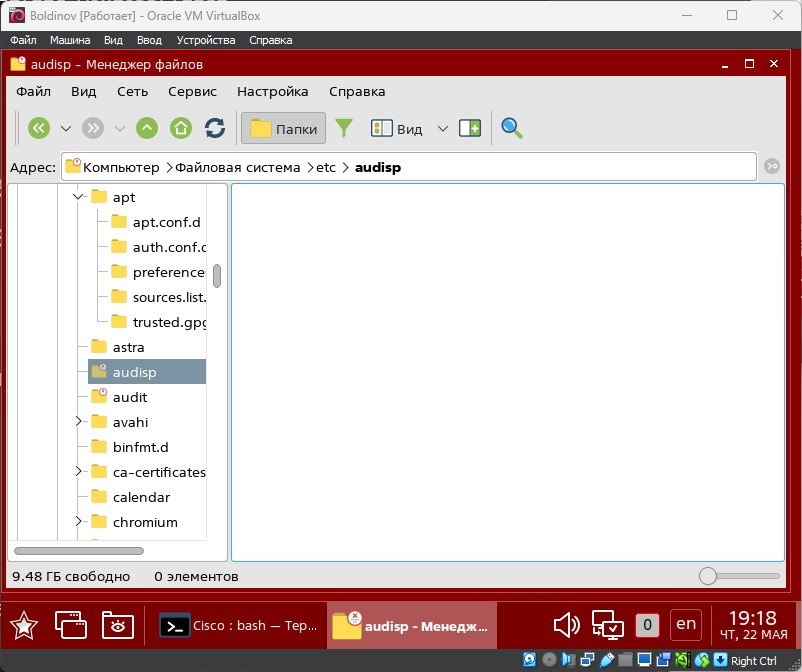 Boldinov [Работает] - Oracle VM VirtualBox
Файл Машина Вид Ввод Устройства Справка
audisp – Менеджер файлов
Файл Вид Сеть Сервис Настройка Справка
Папки Вид
Адрес: Компьютер Файловая система etc audisp
apt
apt.conf.d
auth.conf.d
preference
sources.list.
trusted.gpg
astra
audisp
audit
avahi
binfmt.d
ca-certificates
calendar
chromium
9.48 ГБ свободно 0 элементов
Cisco : bash — Тер...
audisp - Менедж...
0 en 19:18
ЧТ, 22 МАЯ
Right Ctrl